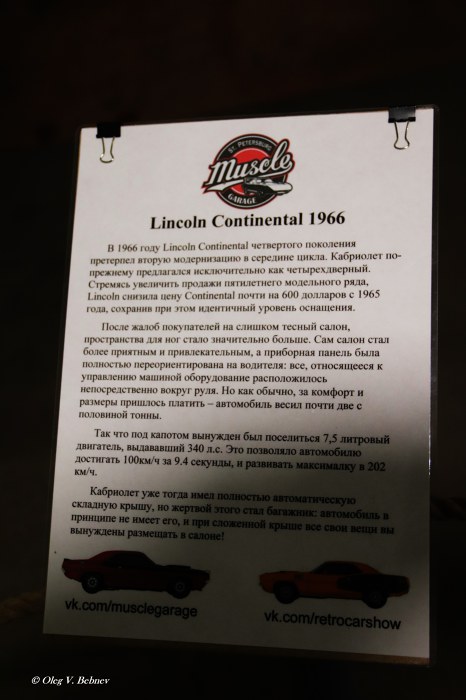 ST. PETERSBURG
Muscle
GARAGE
Lincoln Continental 1966
В 1966 году Lincoln Continental четвертого поколения
претерпел вторую модернизацию в середине цикла. Кабриолет по-
прежнему предлагался исключительно как четырехдверный.
Стремясь увеличить продажи пятилетнего модельного ряда,
Lincoln снизила цену Continental почти на 600 долларов с 1965
года, сохранив при этом идентичный уровень оснащения.
После жалоб покупателей на слишком тесный салон,
пространства для ног стало значительно больше. Сам салон стал
более приятным и привлекательным, а приборная панель была
полностью переориентирована на водителя: все, относящееся к
управлению машиной оборудование расположилось
непосредственно вокруг руля. Но как обычно, за комфорт и
размеры пришлось платить – автомобиль весил почти две с
половиной тонны.
Так что под капотом вынужден был поселиться 7,5 литровый
двигатель, выдававший 340 л.с. Это позволяло автомобилю
достигать 100км/ч за 9.4 секунды, и развивать максималку в 202
км/ч.
Кабриолет уже тогда имел полностью автоматическую
складную крышу, но жертвой этого стал багажник: автомобиль в
принципе не имеет его, и при сложенной крыше все свои вещи вы
вынуждены размещать в салоне!
vk.com/musclegarage
vk.com/retrocarshow
© Oleg V. Bebnev